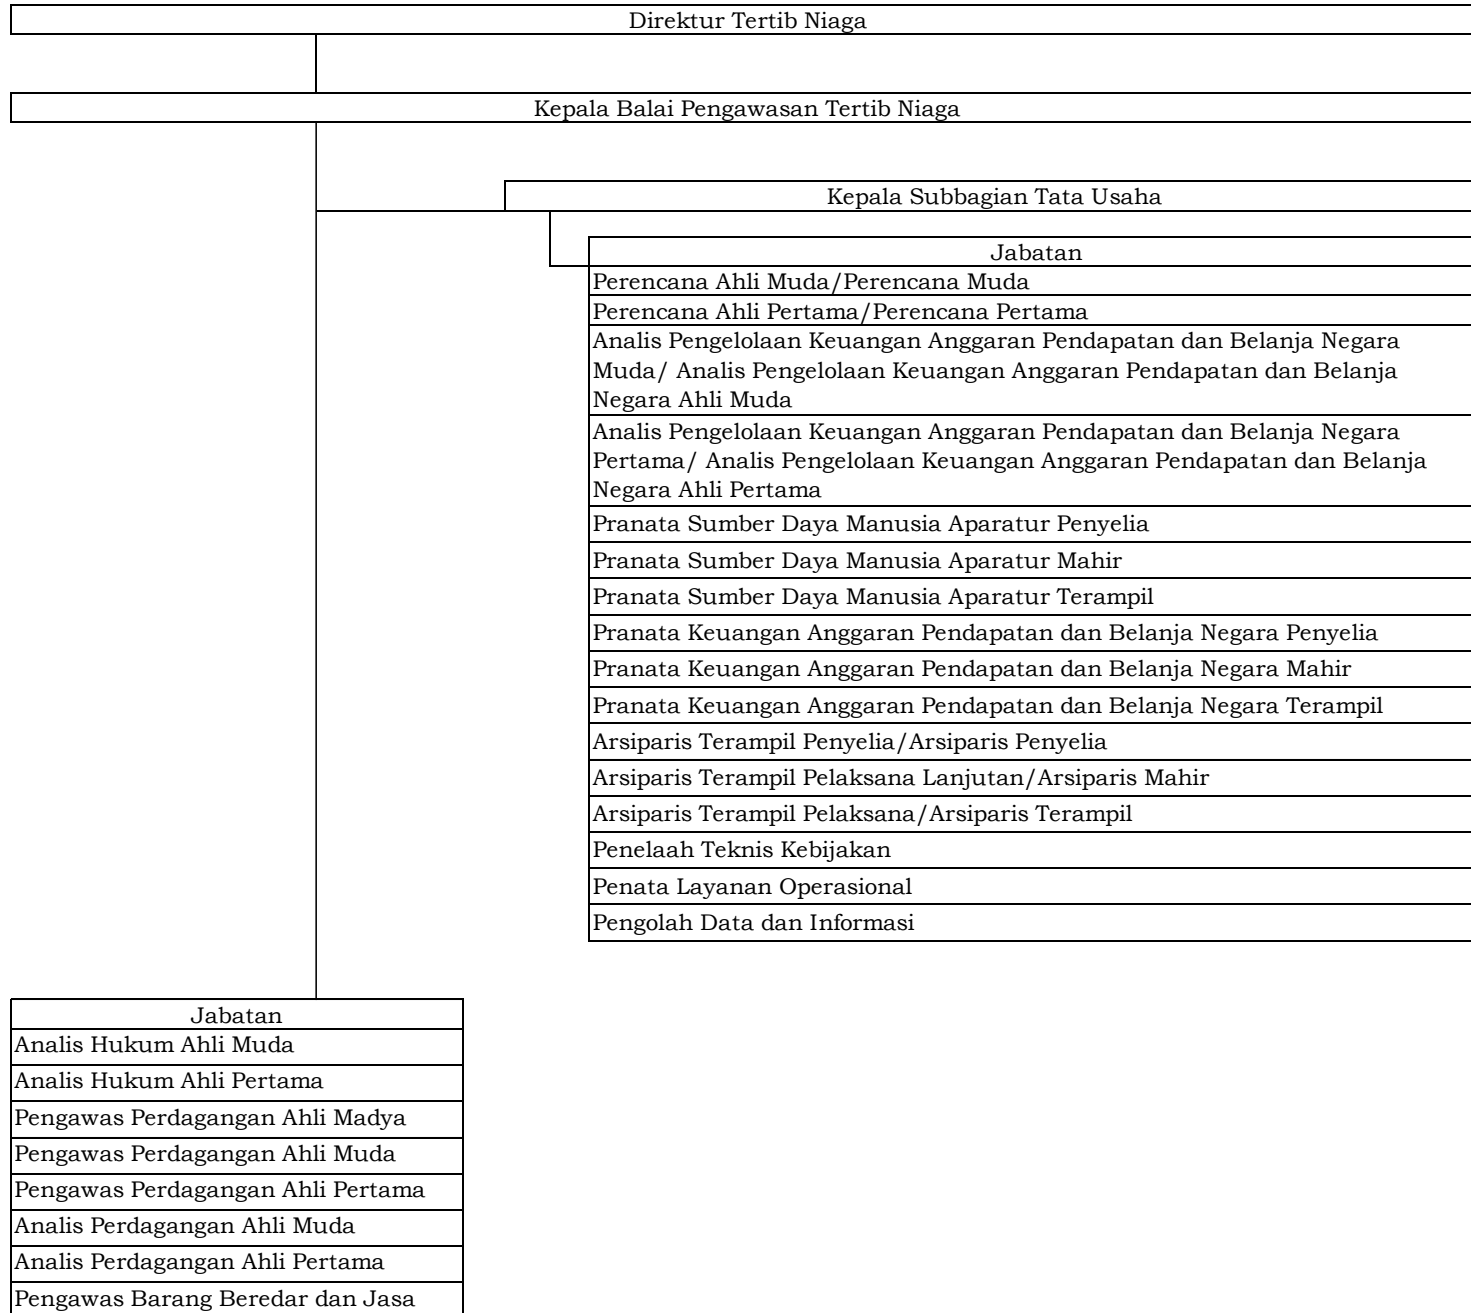 Direktur Tertib Niaga
Kepala Balai Pengawasan Tertib Niaga
Kepala Subbagian Tata Usaha
Jabatan
Perencana Ahli Muda/Perencana Muda
Perencana Ahli Pertama/Perencana Pertama
Analis Pengelolaan Keuangan Anggaran Pendapatan dan Belanja Negara
Muda/ Analis Pengelolaan Keuangan Anggaran Pendapatan dan Belanja
Negara Ahli Muda
Analis Pengelolaan Keuangan Anggaran Pendapatan dan Belanja Negara
Pertama/ Analis Pengelolaan Keuangan Anggaran Pendapatan dan Belanja
Negara Ahli Pertama
Pranata Sumber Daya Manusia Aparatur Penyelia
Pranata Sumber Daya Manusia Aparatur Mahir
Pranata Sumber Daya Manusia Aparatur Terampil
Pranata Keuangan Anggaran Pendapatan dan Belanja Negara Penyelia
Pranata Keuangan Anggaran Pendapatan dan Belanja Negara Mahir
Pranata Keuangan Anggaran Pendapatan dan Belanja Negara Terampil
Arsiparis Terampil Penyelia/Arsiparis Penyelia
Arsiparis Terampil Pelaksana Lanjutan/Arsiparis Mahir
Arsiparis Terampil Pelaksana/Arsiparis Terampil
Penelaah Teknis Kebijakan
Penata Layanan Operasional
Pengolah Data dan Informasi
Jabatan
Analis Hukum Ahli Muda
Analis Hukum Ahli Pertama
Pengawas Perdagangan Ahli Madya
Pengawas Perdagangan Ahli Muda
Pengawas Perdagangan Ahli Pertama
Analis Perdagangan Ahli Muda
Analis Perdagangan Ahli Pertama
Pengawas Barang Beredar dan Jasa